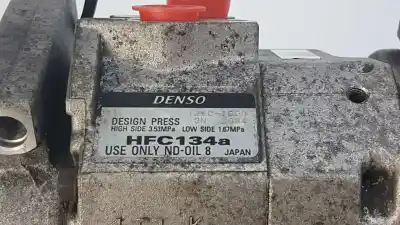 DENSO
DESIGN PRESS
HIGH SIDE 3.53MPa LOW SIDE 1.67MPa
HFC134a
USE ONLY ND-OIL 8 JAPAN